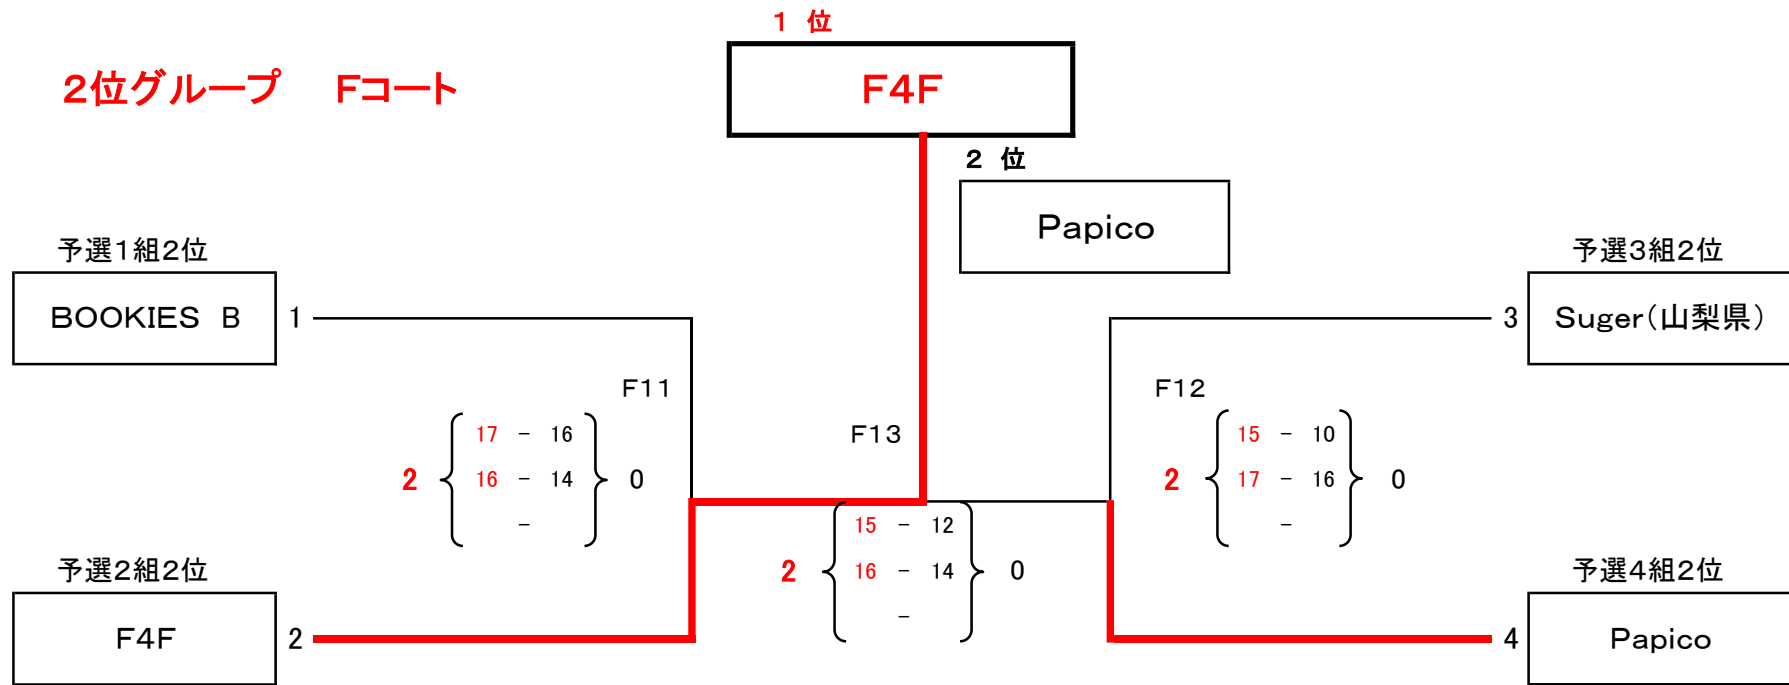 １ 位
２位グループ　Fコート
F4F
２ 位
Papico
予選１組２位
予選３組２位
BOOKIES B
1
3
Suger（山梨県）
F11
F12
17 － 16
F13
15 － 10
2
16 － 14
0
2
17 － 16
0
－
15 － 12
－
予選２組２位
2
16 － 14
0
予選４組２位
－
F4F
2
4
Papico